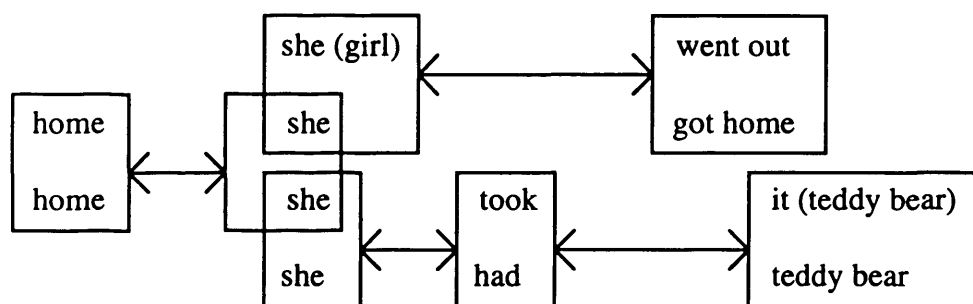 she (girl) went out
home she got home
home she took it (teddy bear)
she had teddy bear